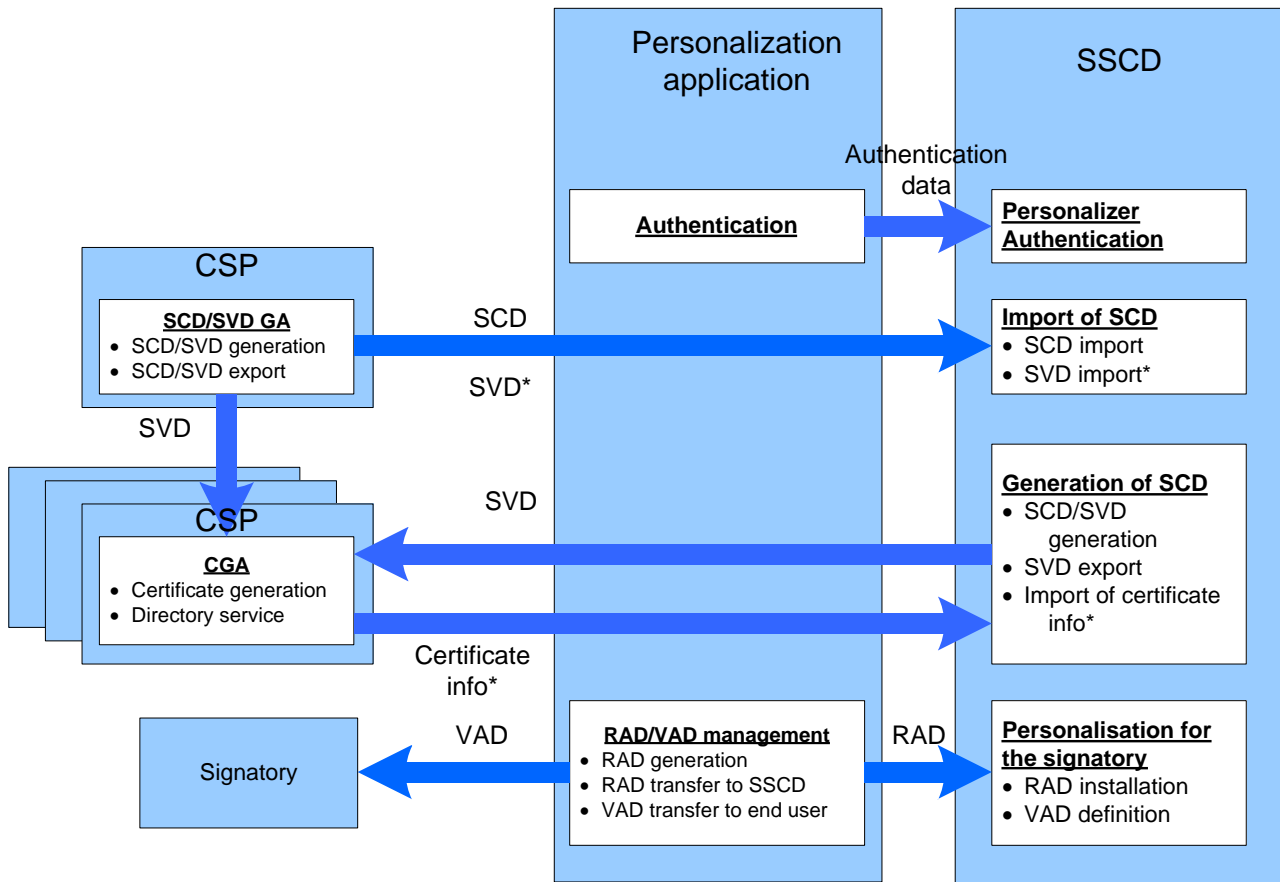 Personalization
application
SSCD
Authentication
data
Authentication
Personalizer
Authentication
CSP
SCD/SVD GA
• SCD/SVD generation
• SCD/SVD export
SCD
SVD*
Import of SCD
• SCD import
• SVD import*
SVD
CSP
CGA
• Certificate generation
• Directory service
SVD
Generation of SCD
• SCD/SVD
generation
• SVD export
• Import of certificate
info*
Certificate
info*
Signatory
VAD
RAD/VAD management
• RAD generation
• RAD transfer to SSCD
• VAD transfer to end user
RAD
Personalisation for
the signatory
• RAD installation
• VAD definition